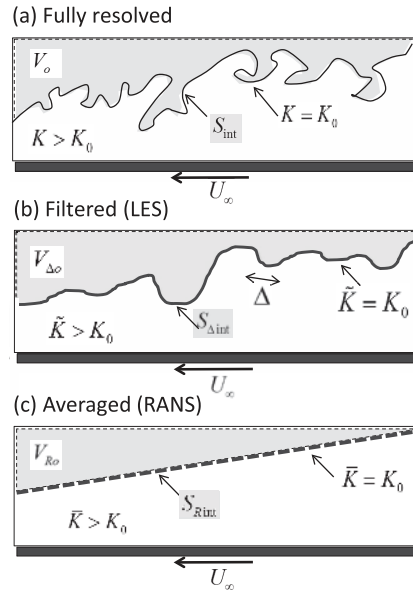 (a) Fully resolved
V_o
S_int
K = K_0
K > K_0
U_∞
(b) Filtered (LES)
V_Δo
Δ
K̃ = K_0
S_Δint
K̃ > K_0
U_∞
(c) Averaged (RANS)
V_Ro
K̄ = K_0
S_Rint
K̄ > K_0
U_∞